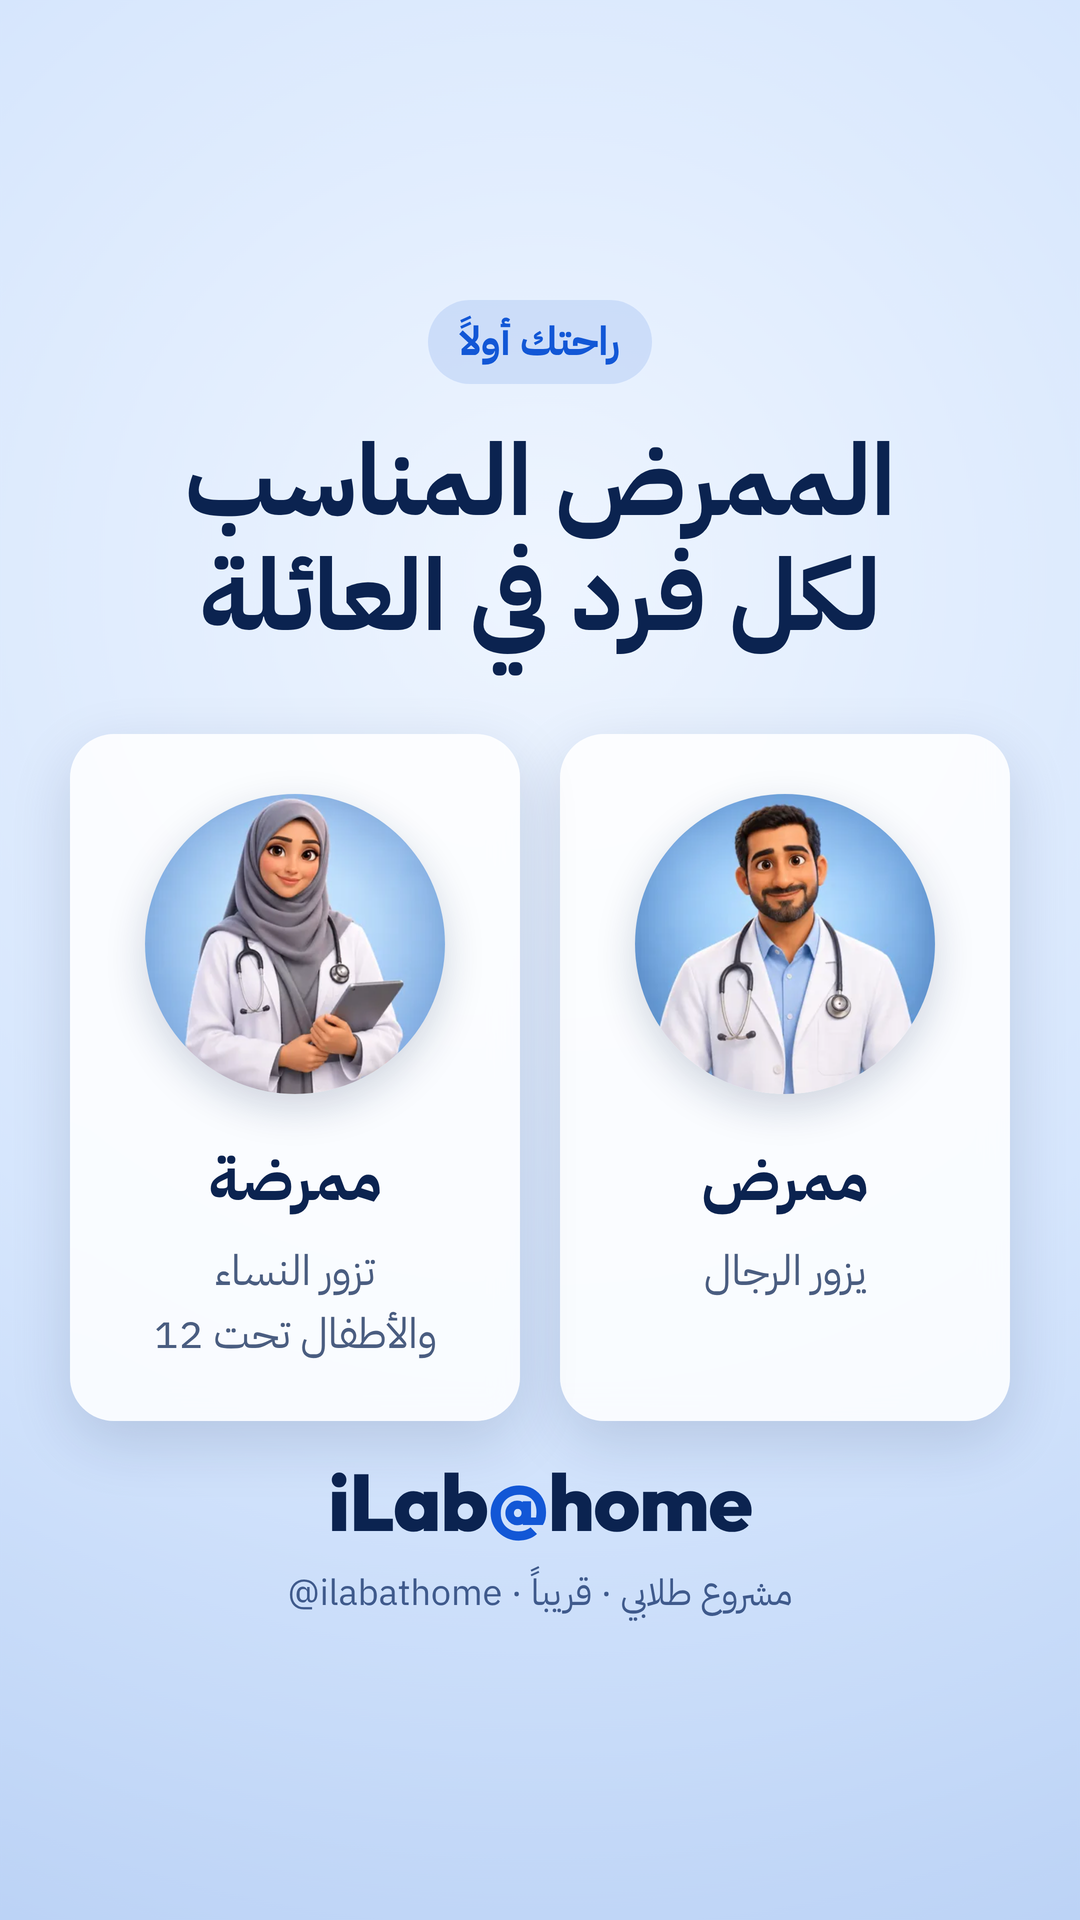 راحتك أولاً
الممرض المناسب
لكل فرد في العائلة
ممرض
يزور الرجال
ممرضة
تزور النساء
والأطفال تحت 12
iLab@home
مشروع طلابي · قريباً · @ilabathome